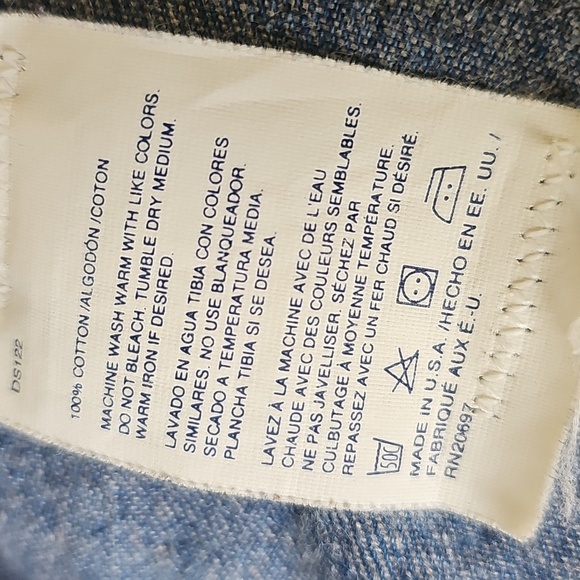 DS122
100% COTTON /ALGODÓN /COTON
MACHINE WASH WARM WITH LIKE COLORS.
DO NOT BLEACH, TUMBLE DRY MEDIUM.
WARM IRON IF DESIRED.
LAVADO EN AGUA TIBIA CON COLORES
SIMILARES. NO USE BLANQUEADOR.
SECADO A TEMPERATURA MEDIA.
PLANCHA TIBIA SI SE DESEA.
LAVEZ À LA MACHINE AVEC DE L'EAU
CHAUDE AVEC DES COULEURS SEMBLABLES.
NE PAS JAVELLISER, SÉCHEZ PAR
CULBUTAGE À MOYENNE TEMPÉRATURE.
REPASSEZ AVEC UN FER CHAUD SI DÉSIRÉ.
50C
MADE IN U.S.A. /HECHO EN EE. UU. /
FABRIQUÉ AUX É.-U.
RN20697